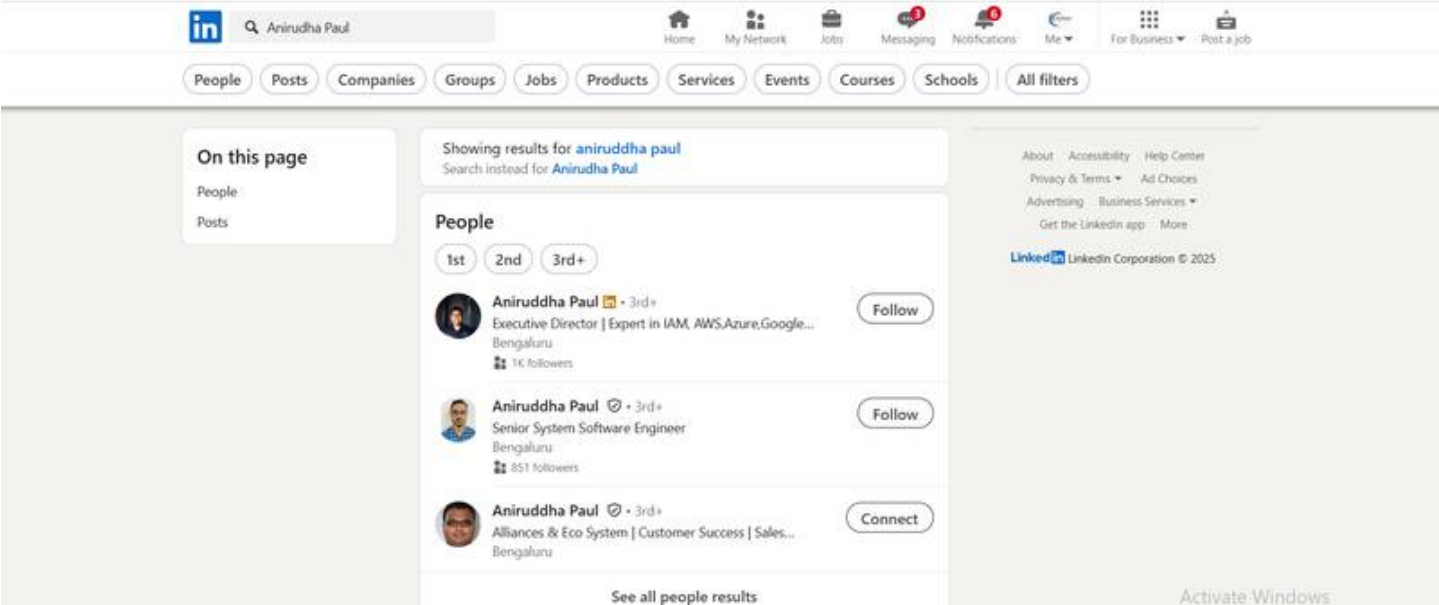 in Anirudha Paul
3 6
Home My Network Jobs Messaging Notifications Me For Business Post a job
People Posts Companies Groups Jobs Products Services Events Courses Schools All filters
On this page
People
Posts
Showing results for aniruddha paul
Search instead for Anirudha Paul
People
1st 2nd 3rd+
Aniruddha Paul in • 3rd+
Executive Director | Expert in IAM, AWS,Azure,Google...
Bengaluru
1K followers
Follow
Aniruddha Paul • 3rd+
Senior System Software Engineer
Bengaluru
851 followers
Follow
Aniruddha Paul • 3rd+
Alliances & Eco System | Customer Success | Sales...
Bengaluru
Connect
See all people results
About Accessibility Help Center
Privacy & Terms Ad Choices
Advertising Business Services
Get the LinkedIn app More
Linked in LinkedIn Corporation © 2025
Activate Windows